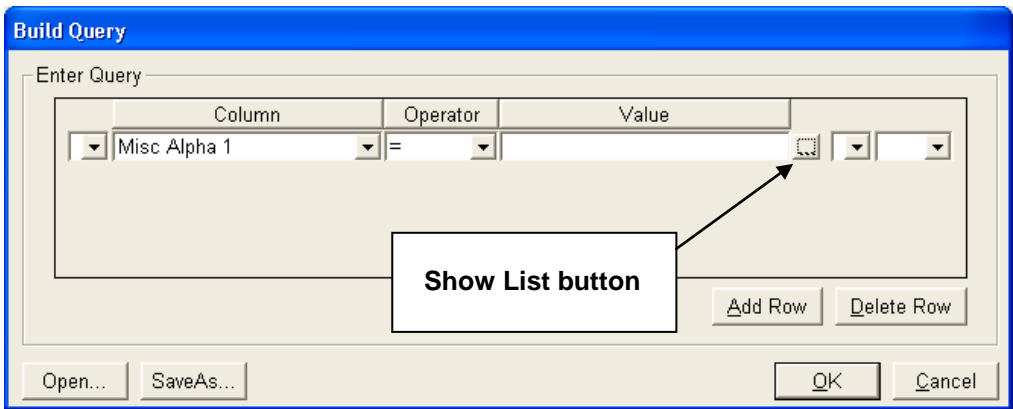 Build Query
Enter Query
Column Operator Value
Misc Alpha 1 = ...
Show List button
Add Row Delete Row
Open... SaveAs... OK Cancel